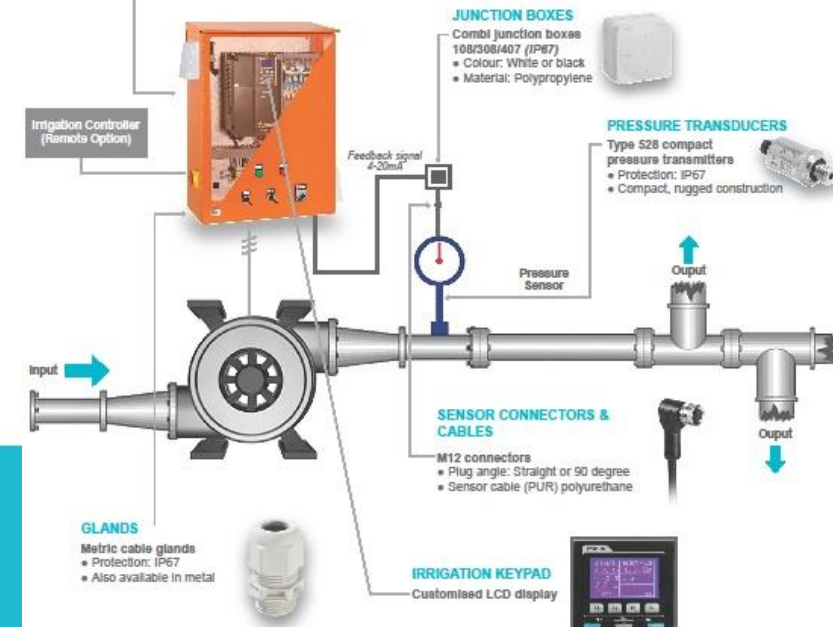 JUNCTION BOXES
Combi junction boxes
108/308/407 (IP67)
• Colour: White or black
• Material: Polypropylene
Irrigation Controller
(Remote Option)
PRESSURE TRANSDUCERS
Type 528 compact
pressure transmitters
• Protection: IP67
• Compact, rugged construction
Feedback signal
4-20mA
Pressure
Sensor
Ouput
Input
SENSOR CONNECTORS &
CABLES
M12 connectors
• Plug angle: Straight or 90 degree
• Sensor cable (PUR) polyurethane
Ouput
GLANDS
Metric cable glands
• Protection: IP67
• Also available in metal
IRRIGATION KEYPAD
Customised LCD display